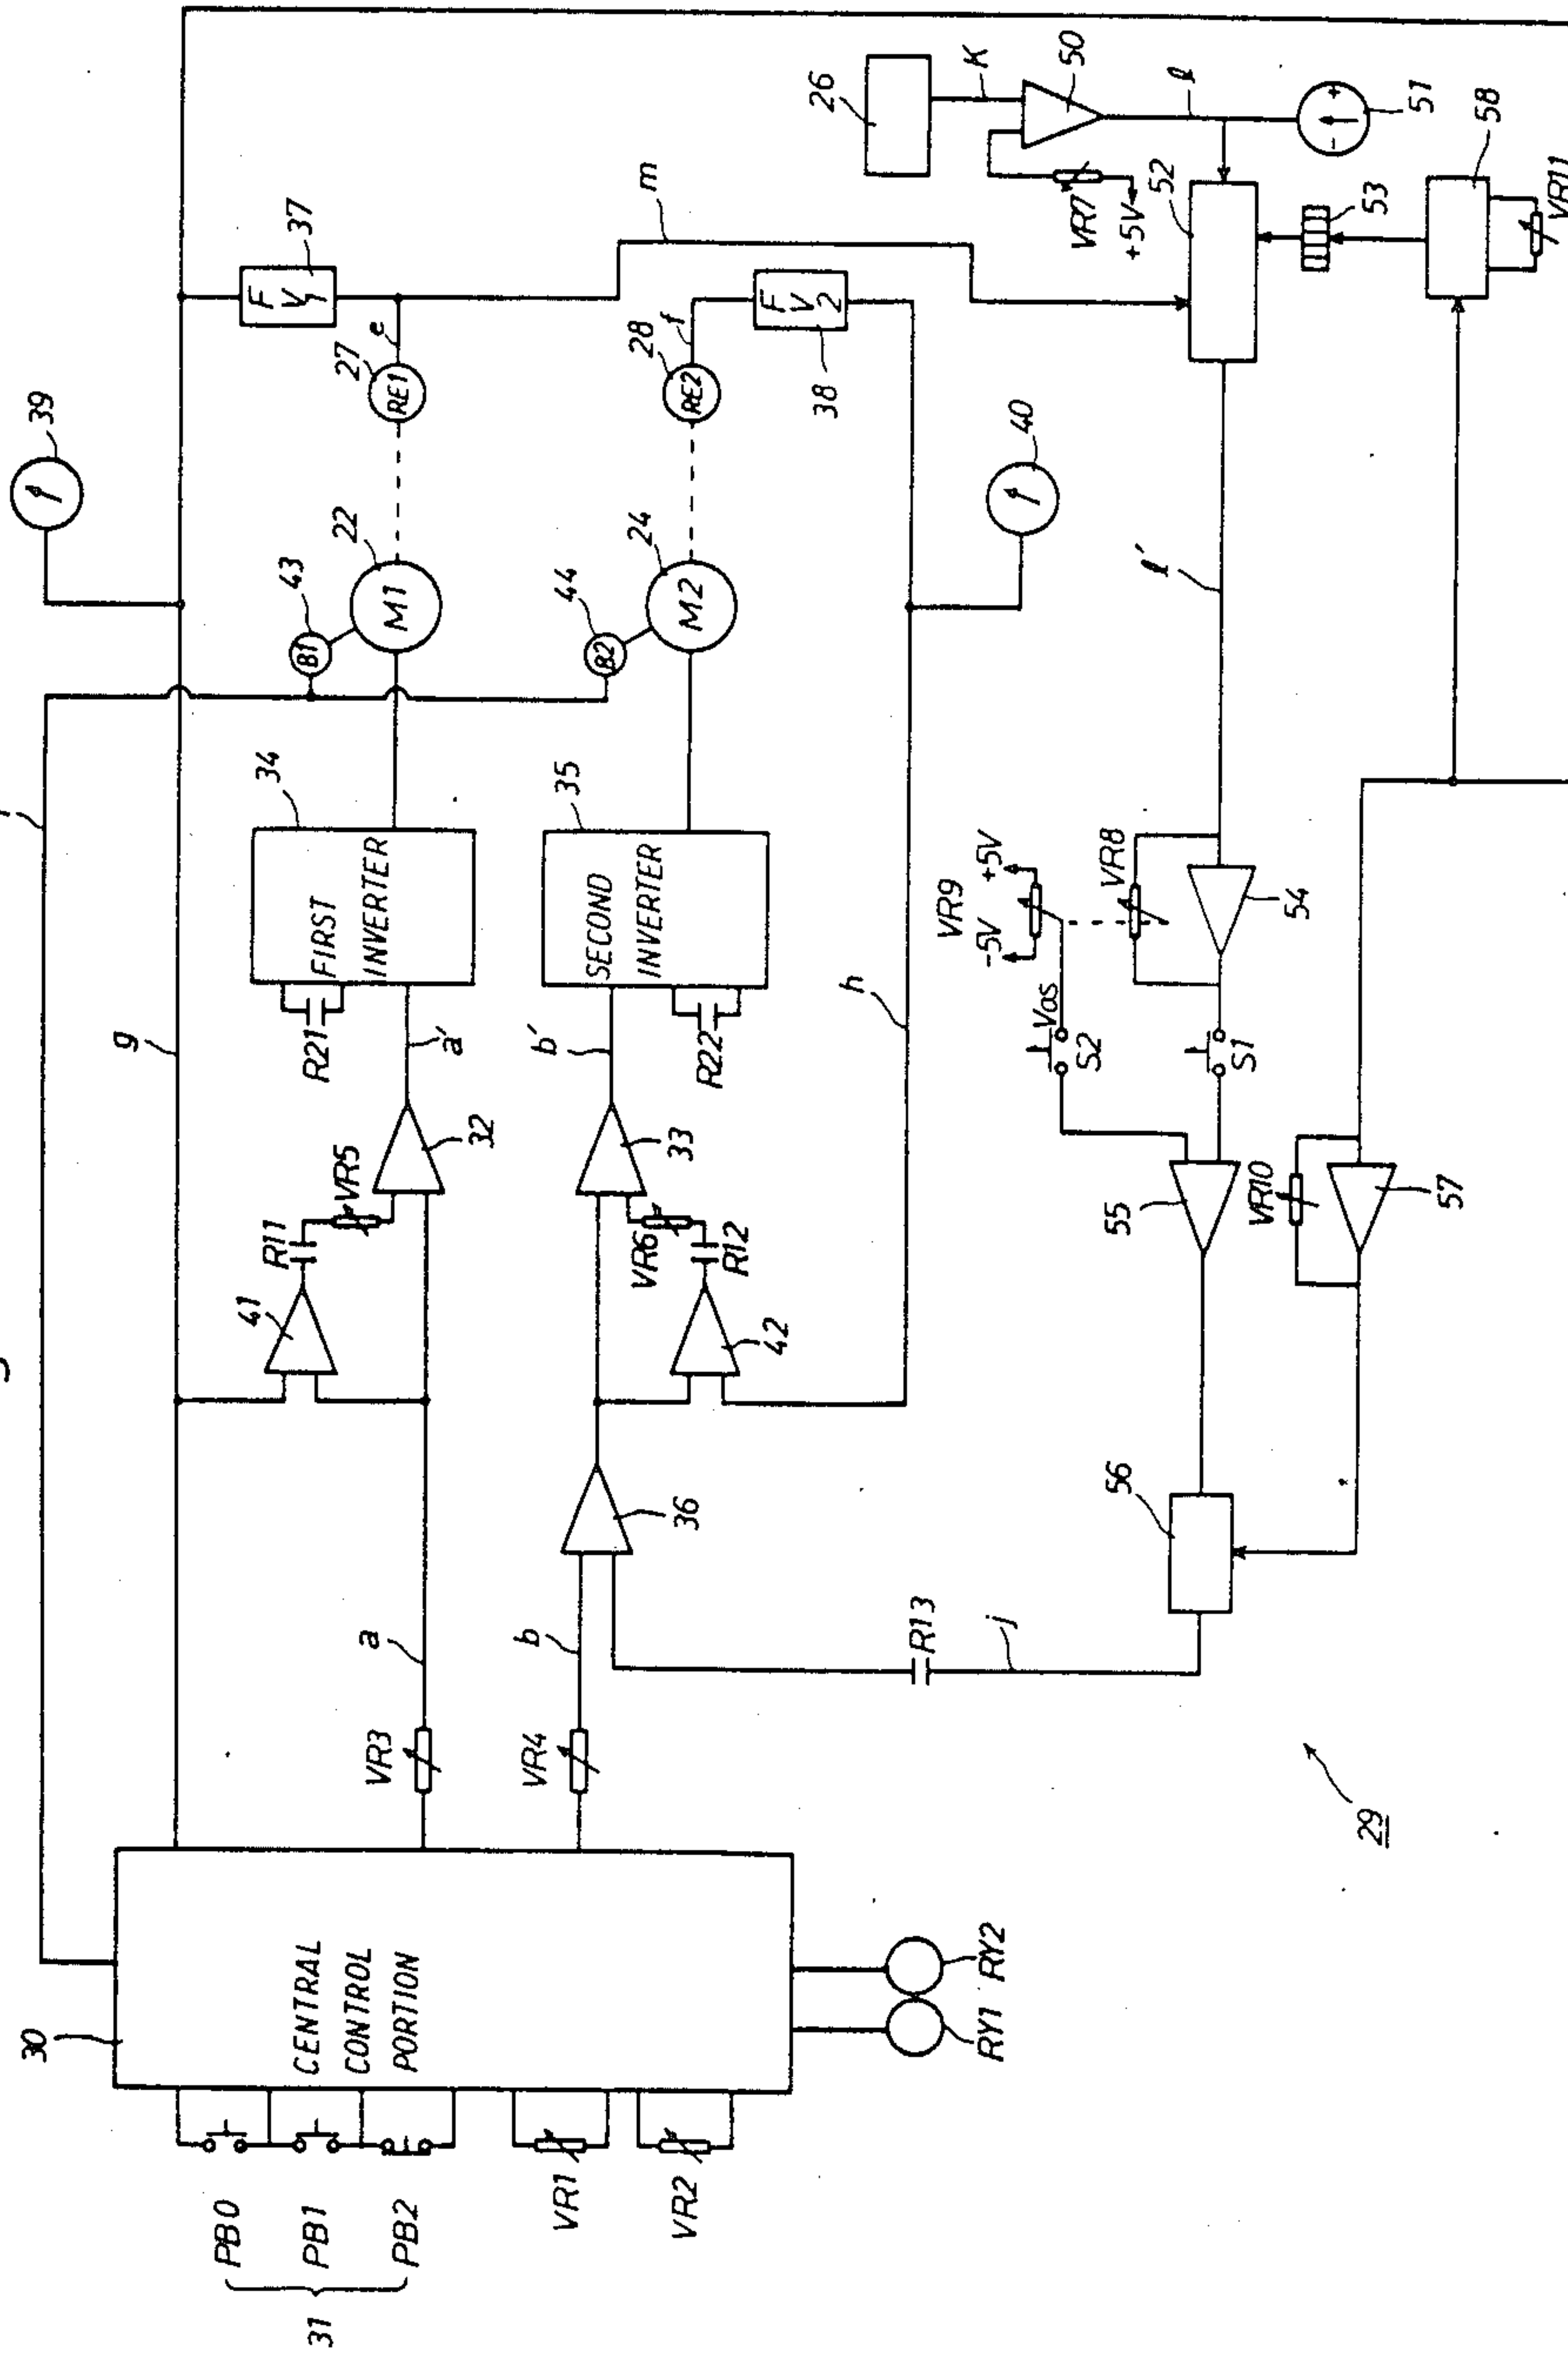 39
43
22
27
37
B1
M1
RE1
e
F
V1
44
24
28
B2
M2
RE2
f
F
V2
38
m
40
g
34
FIRST
INVERTER
R21
a'
35
SECOND
INVERTER
R22
b'
h
41
R11
VR5
32
33
VR6
R12
42
36
a
VR3
b
VR4
R13
j
30
CENTRAL
CONTROL
PORTION
31
PB0
PB1
PB2
VR1
VR2
RY1 RY2
26
K
50
VR7
+5V
l
51
52
53
58
VR11
l'
VR9
-5V +5V
VR8
54
Vos
S2
S1
55
VR10
57
56
29